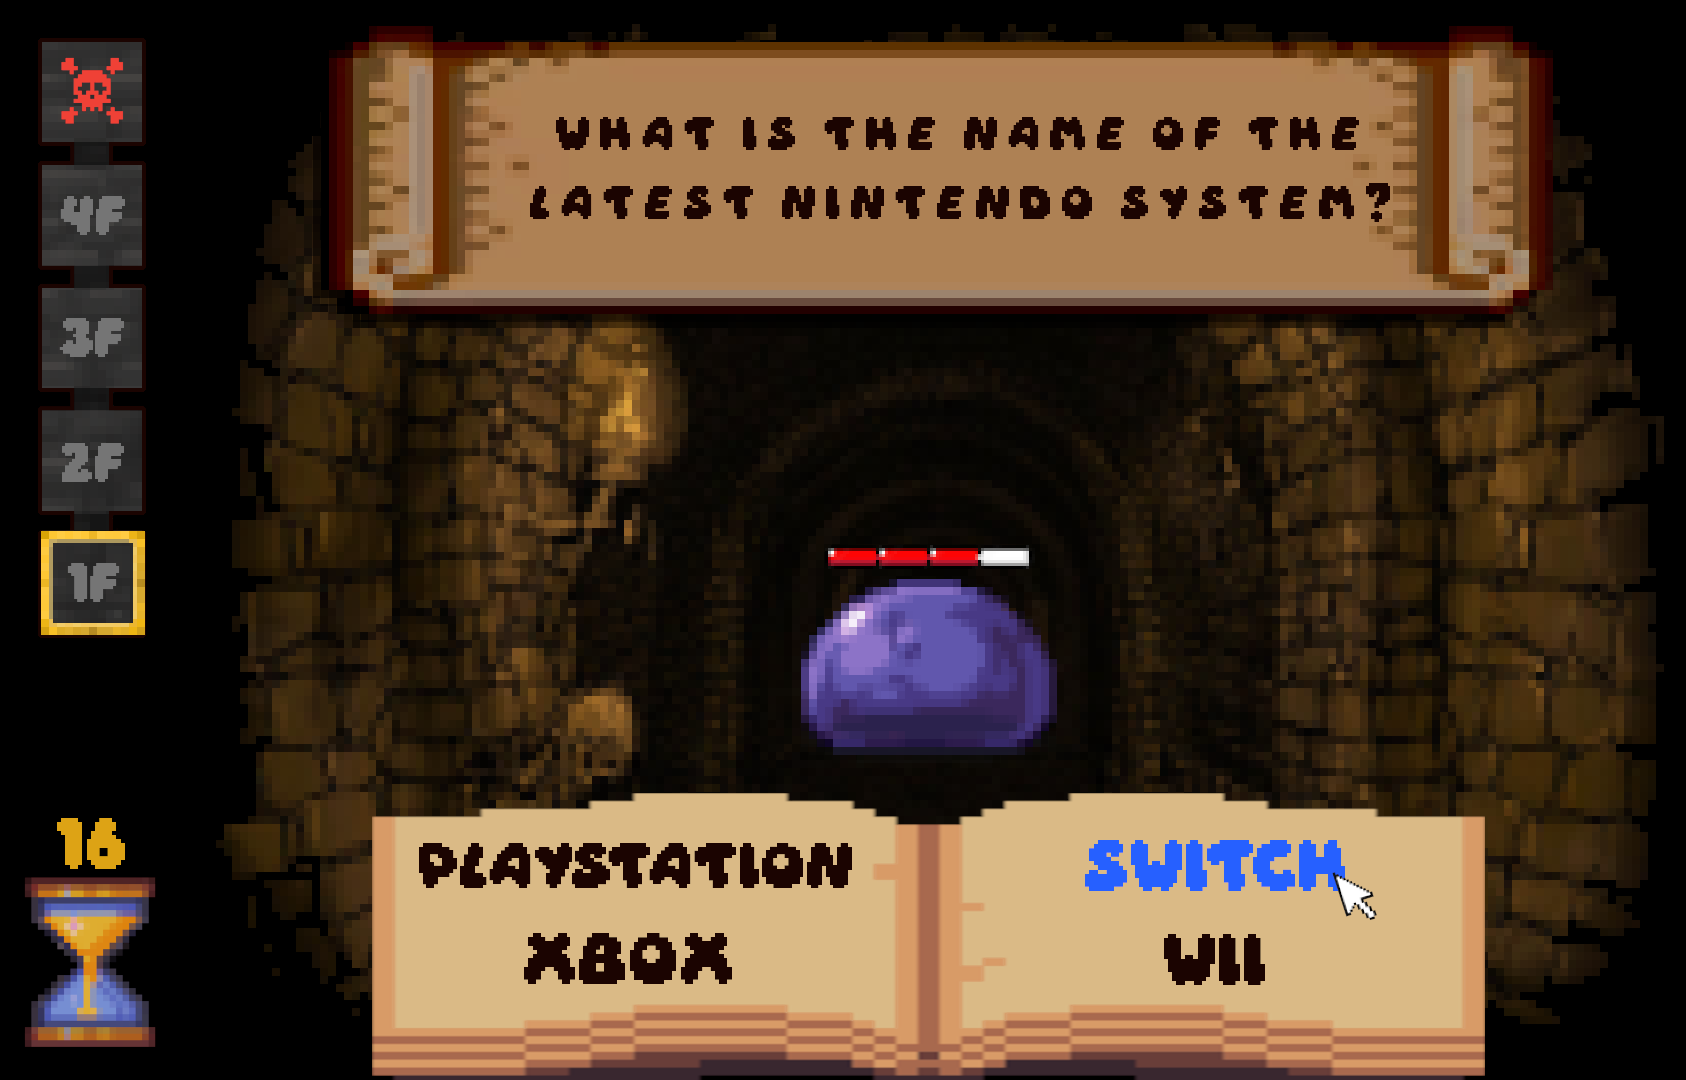 WHAT IS THE NAME OF THE
LATEST NINTENDO SYSTEM?
4F
3F
2F
1F
16
PLAYSTATION
SWITCH
XBOX
WII